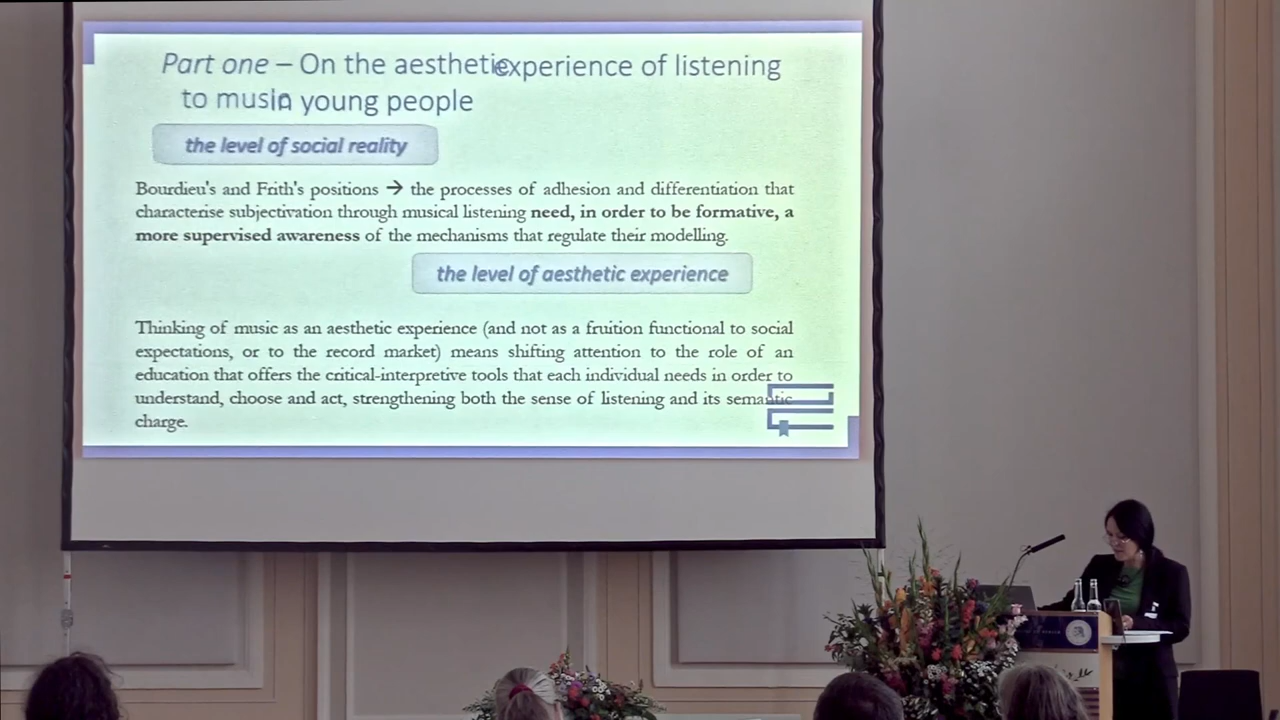 Part one – On the aesthetic experience of listening
to music in young people
the level of social reality
Bourdieu's and Frith's positions → the processes of adhesion and differentiation that
characterise subjectivation through musical listening need, in order to be formative, a
more supervised awareness of the mechanisms that regulate their modelling.
the level of aesthetic experience
Thinking of music as an aesthetic experience (and not as a fruition functional to social
expectations, or to the record market) means shifting attention to the role of an
education that offers the critical-interpretive tools that each individual needs in order to
understand, choose and act, strengthening both the sense of listening and its semantic
charge.